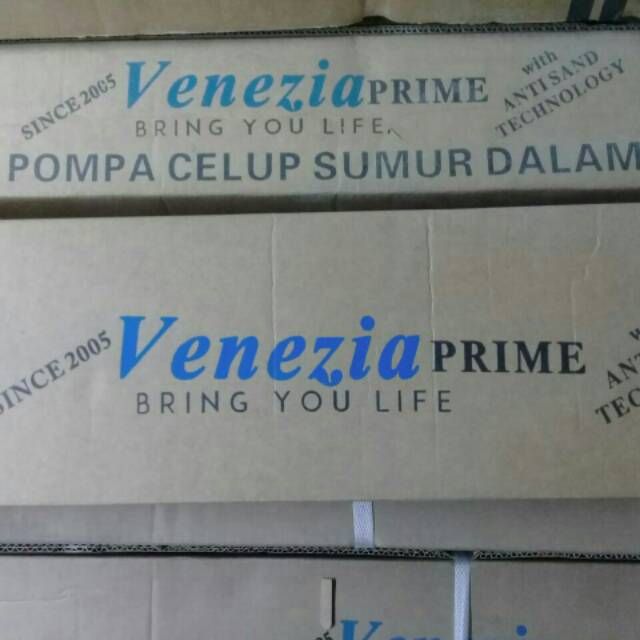 SINCE 2005
Venezia PRIME
BRING YOU LIFE
with
ANTI SAND
TECHNOLOGY
POMPA CELUP SUMUR DALAM
SINCE 2005
Venezia PRIME
BRING YOU LIFE